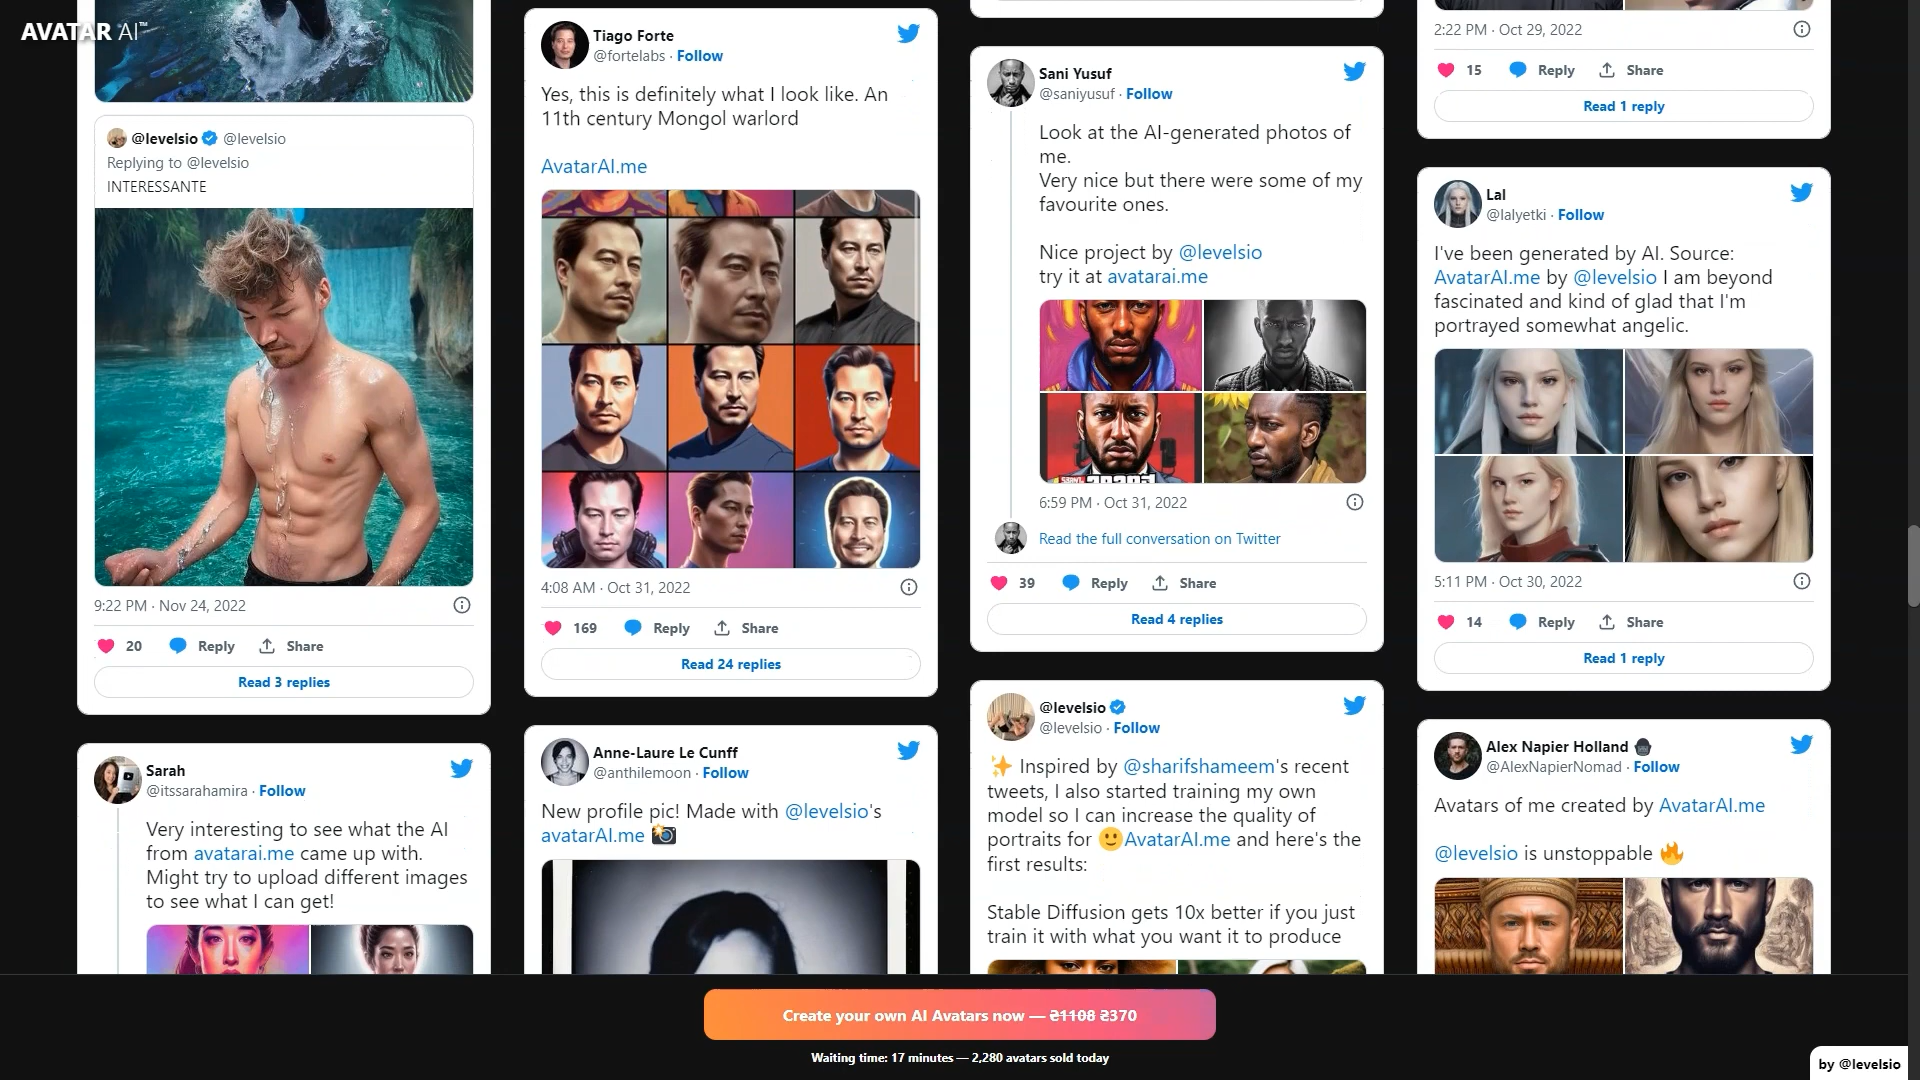 AVATAR AI™
@levelsio @levelsio
Replying to @levelsio
INTERESSANTE
9:22 PM · Nov 24, 2022
20 Reply Share
Read 3 replies
Sarah
@itssarahamira · Follow
Very interesting to see what the AI
from avatarai.me came up with.
Might try to upload different images
to see what I can get!
Tiago Forte
@fortelabs · Follow
Yes, this is definitely what I look like. An
11th century Mongol warlord
AvatarAI.me
4:08 AM · Oct 31, 2022
169 Reply Share
Read 24 replies
Anne-Laure Le Cunff
@anthilemoon · Follow
New profile pic! Made with @levelsio's
avatarAI.me 📸
Sani Yusuf
@saniyusuf · Follow
Look at the AI-generated photos of
me.
Very nice but there were some of my
favourite ones.
Nice project by @levelsio
try it at avatarai.me
6:59 PM · Oct 31, 2022
Read the full conversation on Twitter
39 Reply Share
Read 4 replies
@levelsio
@levelsio · Follow
✨ Inspired by @sharifshameem's recent
tweets, I also started training my own
model so I can increase the quality of
portraits for 🙂AvatarAI.me and here's the
first results:
Stable Diffusion gets 10x better if you just
train it with what you want it to produce
2:22 PM · Oct 29, 2022
15 Reply Share
Read 1 reply
Lal
@lalyetki · Follow
I've been generated by AI. Source:
AvatarAI.me by @levelsio I am beyond
fascinated and kind of glad that I'm
portrayed somewhat angelic.
5:11 PM · Oct 30, 2022
14 Reply Share
Read 1 reply
Alex Napier Holland
@AlexNapierNomad · Follow
Avatars of me created by AvatarAI.me
@levelsio is unstoppable 🔥
Create your own AI Avatars now — ₴1108 ₴370
Waiting time: 17 minutes — 2,280 avatars sold today
by @levelsio